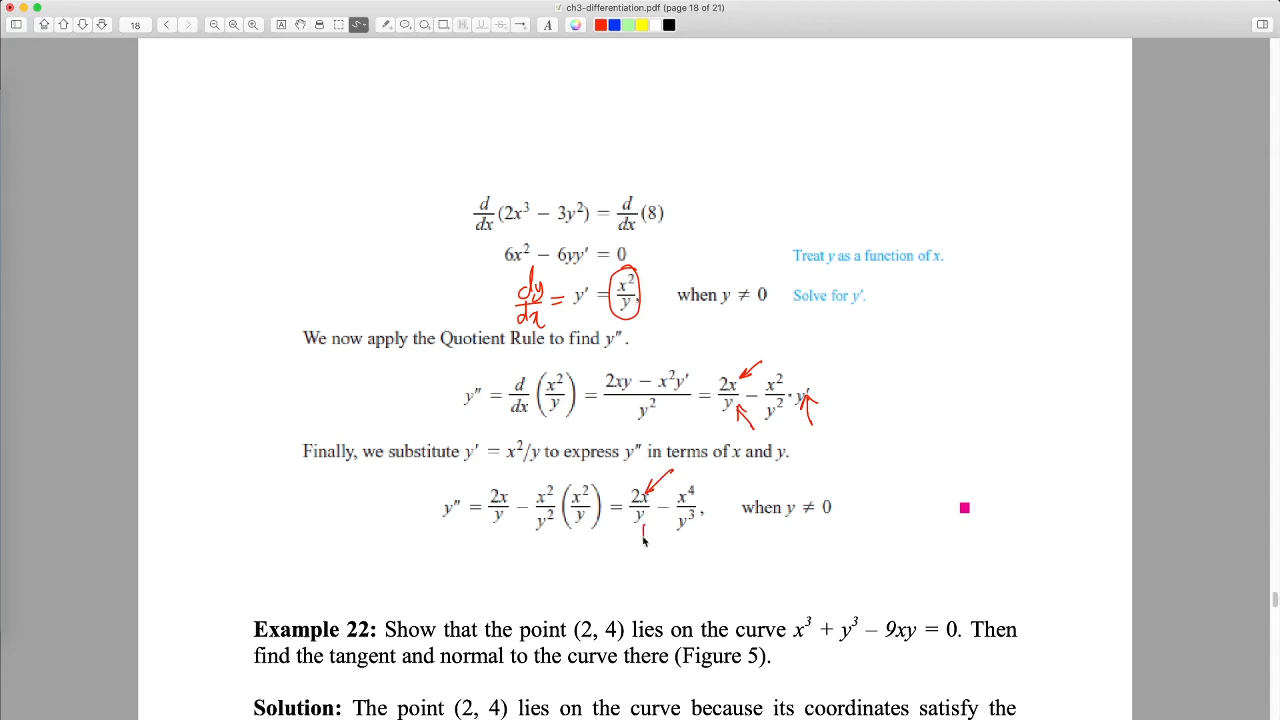 ch3-differentiation.pdf (page 18 of 21)
18
A
d/dx (2x³ − 3y²) = d/dx (8)
6x² − 6yy′ = 0 Treat y as a function of x.
dy/dx = y′ = x²/y, when y ≠ 0 Solve for y′.
We now apply the Quotient Rule to find y″.
y″ = d/dx (x²/y) = (2xy − x²y′)/y² = 2x/y − x²/y² · y′
Finally, we substitute y′ = x²/y to express y″ in terms of x and y.
y″ = 2x/y − x²/y² (x²/y) = 2x/y − x⁴/y³, when y ≠ 0
Example 22: Show that the point (2, 4) lies on the curve x³ + y³ – 9xy = 0. Then
find the tangent and normal to the curve there (Figure 5).
Solution: The point (2, 4) lies on the curve because its coordinates satisfy the